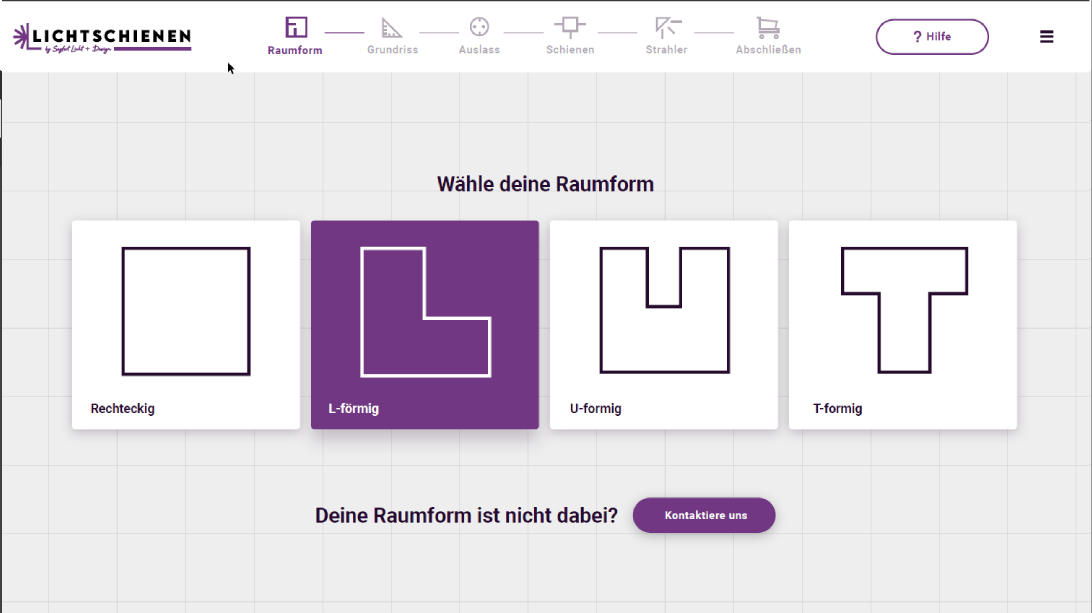 LICHTSCHIENEN
by Seyfert Licht + Design
Raumform
Grundriss
Auslass
Schienen
Strahler
Abschließen
? Hilfe
Wähle deine Raumform
Rechteckig
L-förmig
U-formig
T-formig
Deine Raumform ist nicht dabei?
Kontaktiere uns